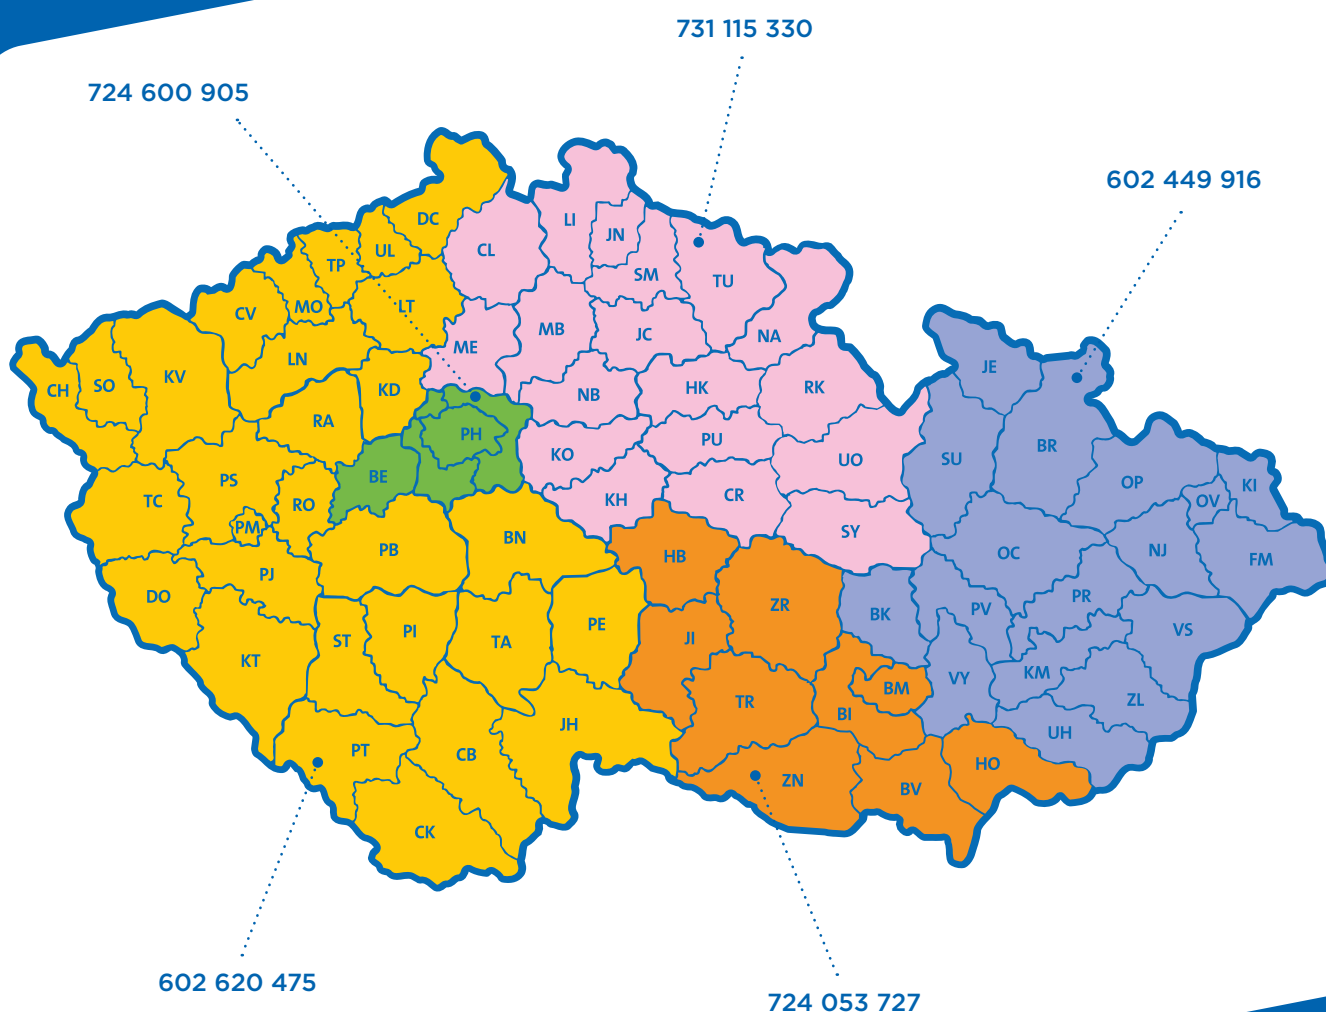 731 115 330
724 600 905
602 449 916
DC
LI
JN
UL
CL
TP
SM
TU
MO
LT
CV
MB
JC
NA
ME
LN
JE
KV
CH
SO
KD
HK
RK
NB
RA
PH
PU
BR
KO
UO
SU
BE
PS
OP
KI
TC
RO
KH
CR
OV
PM
SY
BN
PB
HB
OC
NJ
FM
PJ
DO
ZR
PR
PV
BK
PE
PI
ST
TA
JI
VS
KT
KM
VY
BM
TR
ZL
BI
JH
UH
PT
CB
HO
ZN
BV
CK
602 620 475
724 053 727